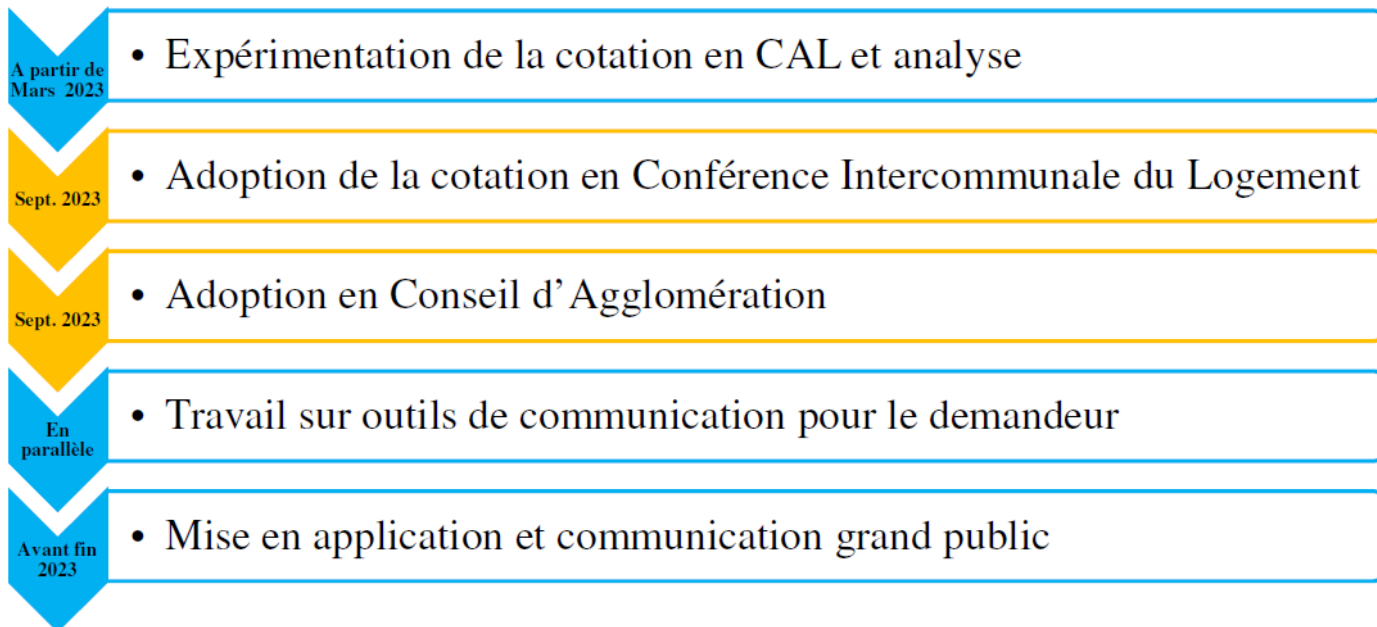 A partir de
Mars 2023
• Expérimentation de la cotation en CAL et analyse
Sept. 2023
• Adoption de la cotation en Conférence Intercommunale du Logement
Sept. 2023
• Adoption en Conseil d'Agglomération
En
parallèle
• Travail sur outils de communication pour le demandeur
Avant fin
2023
• Mise en application et communication grand public